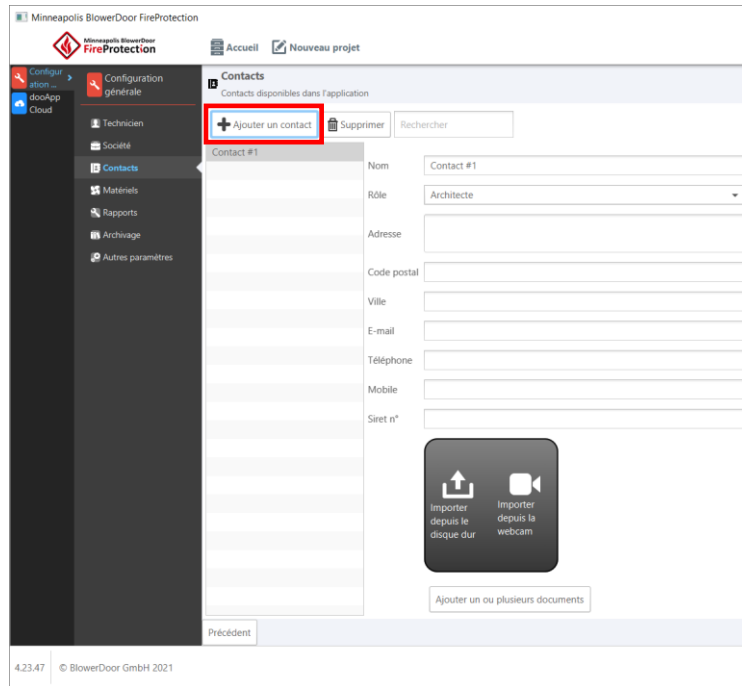 Minneapolis BlowerDoor FireProtection
Minneapolis BlowerDoor
FireProtection
Accueil
Nouveau projet
Configur
ation ...
dooApp
Cloud
Configuration
générale
Technicien
Société
Contacts
Matériels
Rapports
Archivage
Autres paramètres
Contacts
Contacts disponibles dans l'application
Ajouter un contact
Supprimer
Rechercher
Contact #1
Nom
Contact #1
Rôle
Architecte
Adresse
Code postal
Ville
E-mail
Téléphone
Mobile
Siret n°
Importer
depuis le
disque dur
Importer
depuis la
webcam
Ajouter un ou plusieurs documents
Précédent
4.23.47
© BlowerDoor GmbH 2021